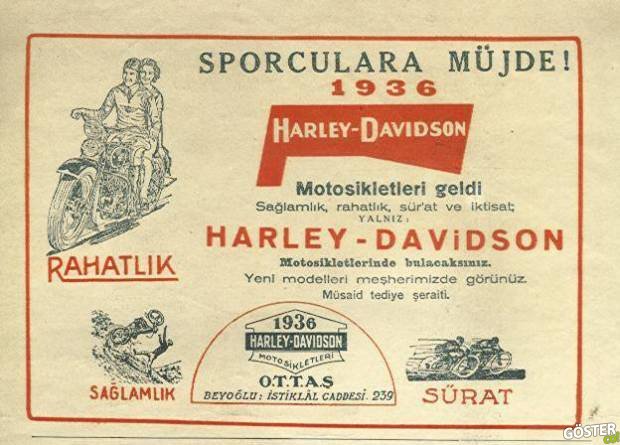 SPORCULARA MÜJDE!
1936
HARLEY-DAVIDSON
Motosikletleri geldi
Sağlamlık, rahatlık, sür'at ve iktisat;
YALNIZ:
HARLEY-DAVİDSON
Motosikletlerinde bulacaksınız.
Yeni modelleri meşherimizde görünüz.
Müsaid tediye şeraiti.
RAHATLIK
SAĞLAMLIK
1936
HARLEY-DAVIDSON
MOTOSİKLETLERİ
O.T.T.A.S
BEYOĞLU: İSTİKLÂL CADDESİ. 239
SÜRAT
GÖSTER